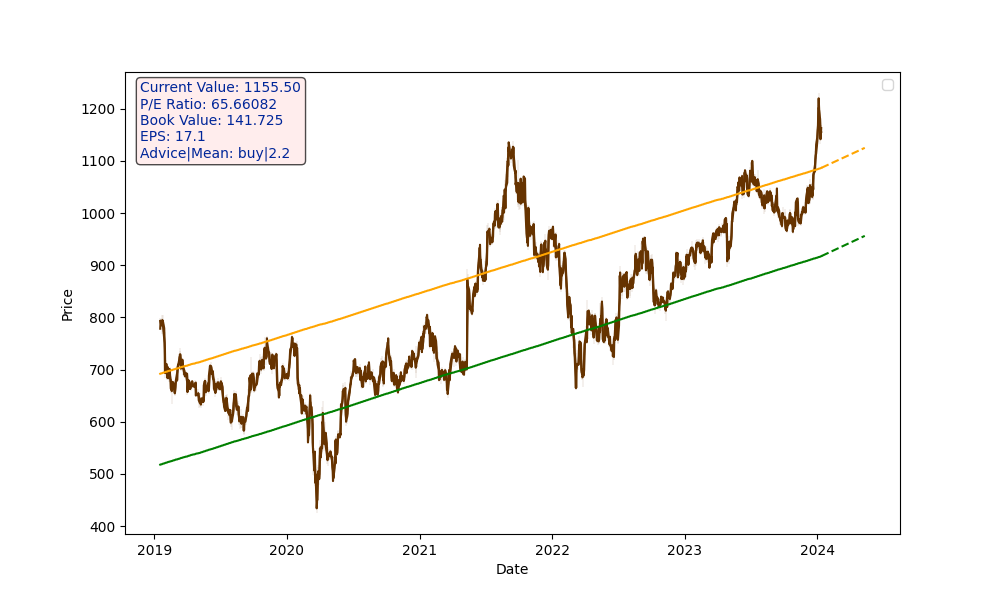 Current Value: 1155.50
P/E Ratio: 65.66082
Book Value: 141.725
EPS: 17.1
Advice|Mean: buy|2.2
1200
1100
1000
900
800
700
600
500
400
Price
2019
2020
2021
2022
2023
2024
Date